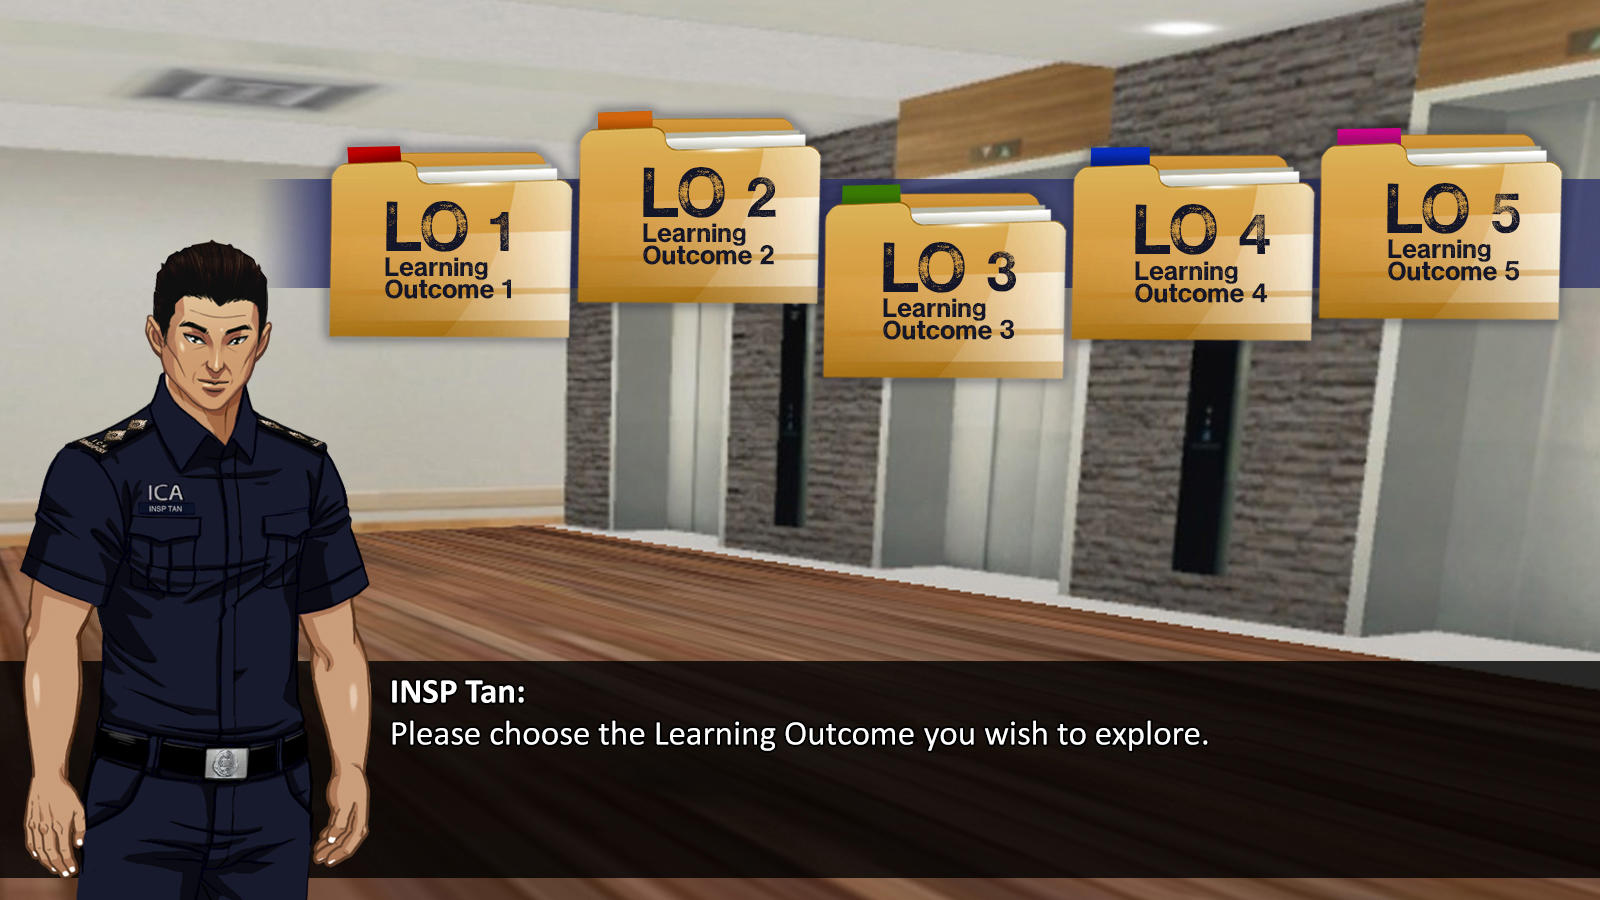 LO 1
Learning
Outcome 1
LO 2
Learning
Outcome 2
LO 3
Learning
Outcome 3
LO 4
Learning
Outcome 4
LO 5
Learning
Outcome 5
ICA
INSP TAN
INSP Tan:
Please choose the Learning Outcome you wish to explore.